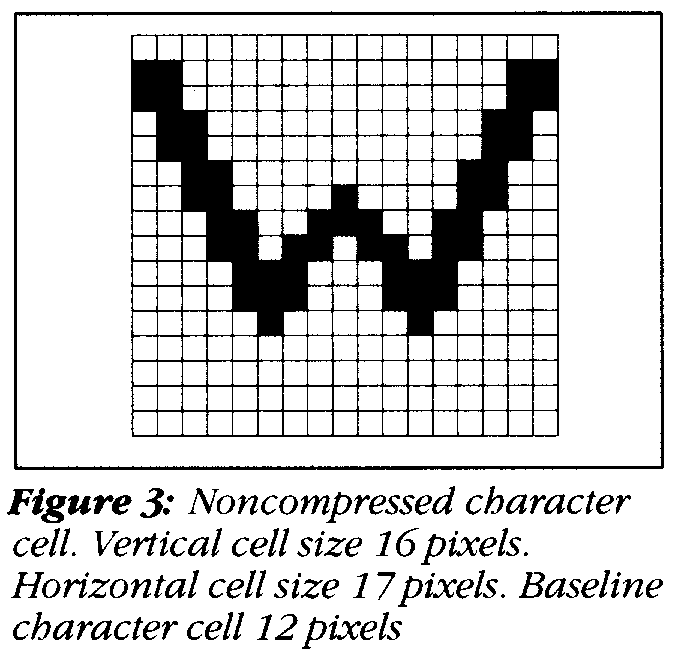 Figure 3: Noncompressed character
cell. Vertical cell size 16 pixels.
Horizontal cell size 17 pixels. Baseline
character cell 12 pixels